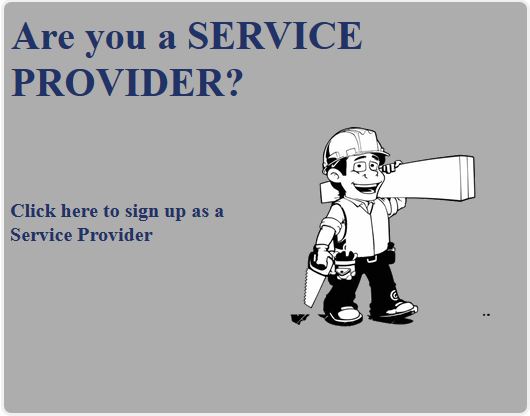 Are you a SERVICE
PROVIDER?
Click here to sign up as a
Service Provider